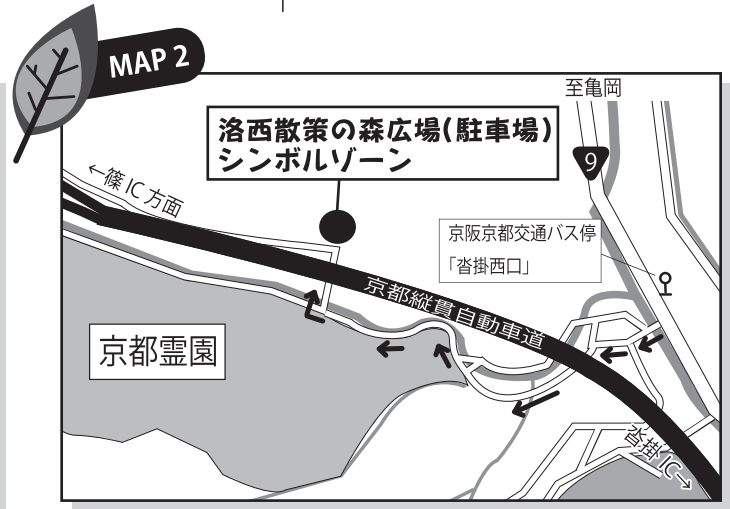 MAP 2
至亀岡
洛西散策の森広場(駐車場)
シンボルゾーン
9
←篠IC方面
京阪京都交通バス停
「沓掛西口」
京都縦貫自動車道
京都霊園
沓掛IC→